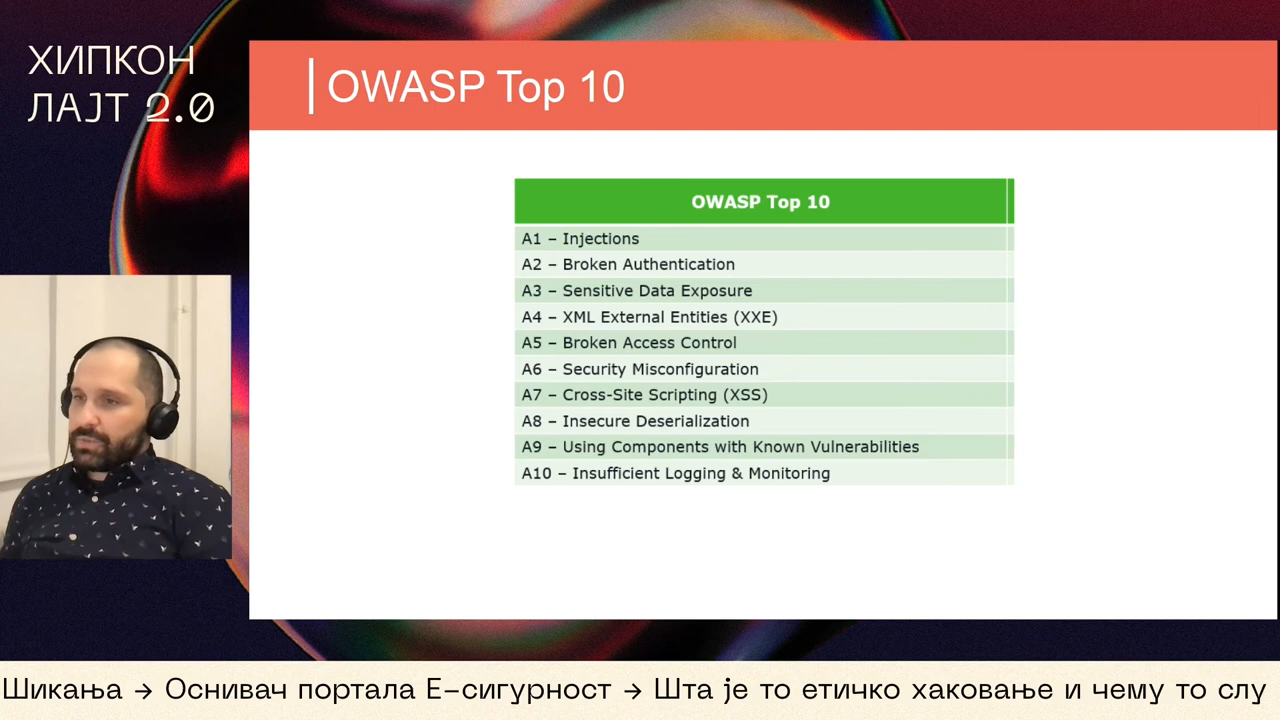 ХИПКОН
ЛАЈТ 2.0
OWASP Top 10
OWASP Top 10
A1 – Injections
A2 – Broken Authentication
A3 – Sensitive Data Exposure
A4 – XML External Entities (XXE)
A5 – Broken Access Control
A6 – Security Misconfiguration
A7 – Cross-Site Scripting (XSS)
A8 – Insecure Deserialization
A9 – Using Components with Known Vulnerabilities
A10 – Insufficient Logging & Monitoring
Шикања → Оснивач портала Е-сигурност → Шта је то етичко хаковање и чему то слу